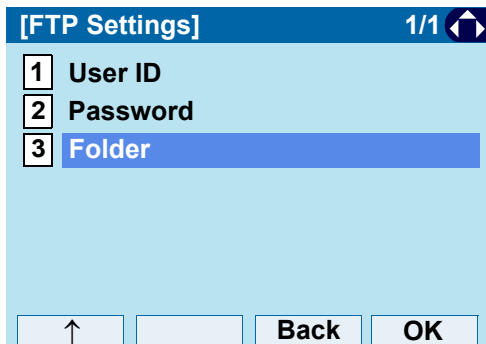 [FTP Settings] 1/1
1 User ID
2 Password
3 Folder
↑ Back OK